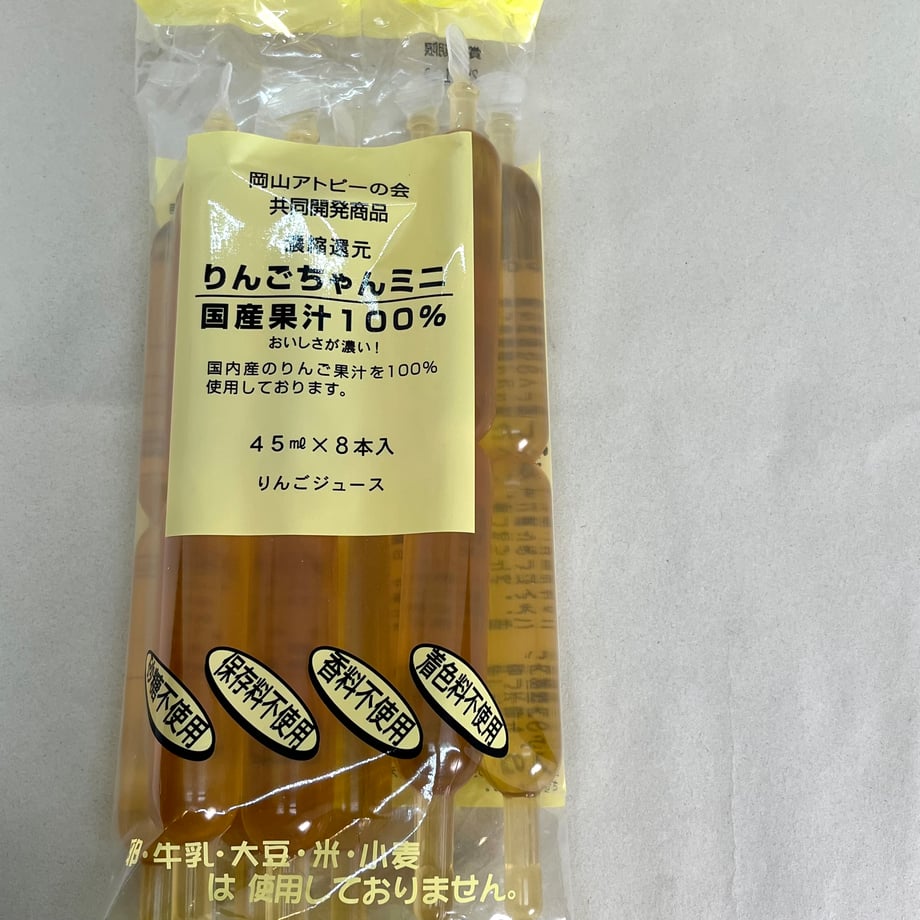 岡山アトピーの会
共同開発商品
濃縮還元
りんごちゃんミニ
国産果汁100%
おいしさが濃い!
国内産のりんご果汁を100%
使用しております。
45ml×8本入
りんごジュース
砂糖不使用
保存料不使用
香料不使用
着色料不使用
卵・牛乳・大豆・米・小麦
は使用しておりません。